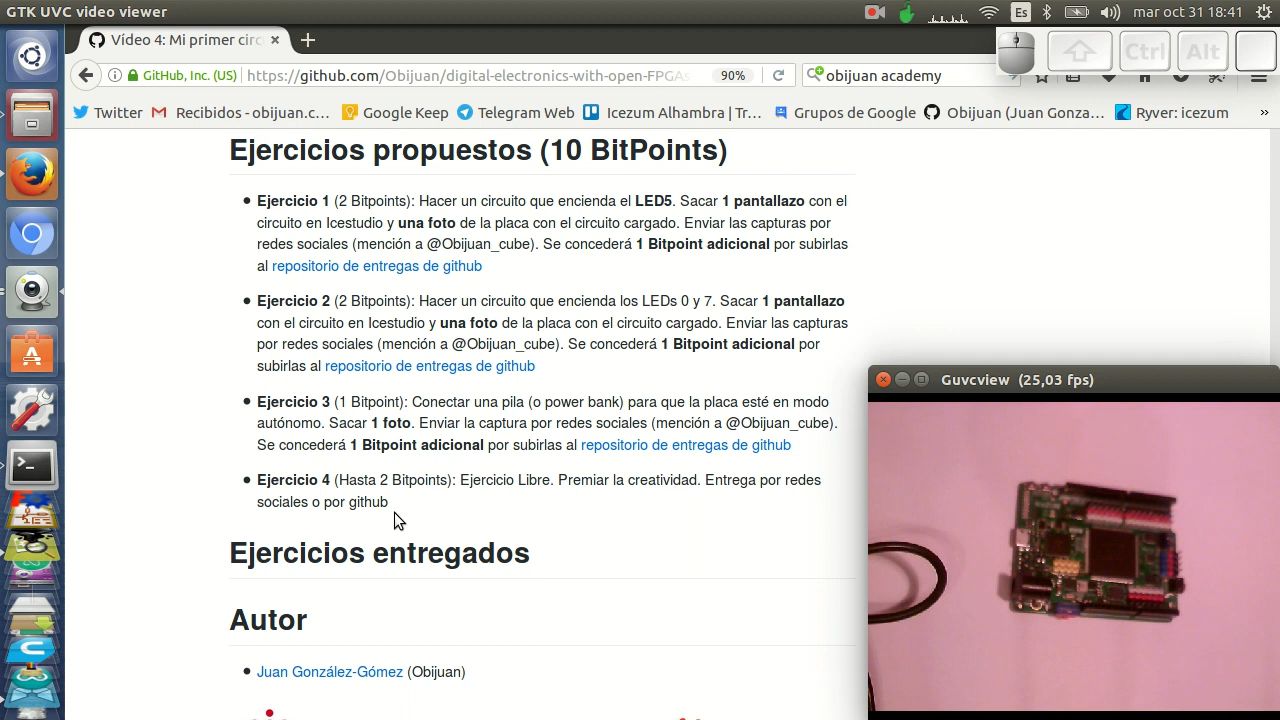 GTK UVC video viewer
Es
mar oct 31 18:41
Vídeo 4: Mi primer circ
GitHub, Inc. (US)
https://github.com/Obijuan/digital-electronics-with-open-FPGAs
90%
obijuan academy
Ctrl
Alt
Twitter
Recibidos - obijuan.c...
Google Keep
Telegram Web
Icezum Alhambra | Tr...
Grupos de Google
Obijuan (Juan Gonza...
Ryver: icezum
»
Ejercicios propuestos (10 BitPoints)
Ejercicio 1 (2 Bitpoints): Hacer un circuito que encienda el LED5. Sacar 1 pantallazo con el
circuito en Icestudio y una foto de la placa con el circuito cargado. Enviar las capturas por
redes sociales (mención a @Obijuan_cube). Se concederá 1 Bitpoint adicional por subirlas
al repositorio de entregas de github
Ejercicio 2 (2 Bitpoints): Hacer un circuito que encienda los LEDs 0 y 7. Sacar 1 pantallazo
con el circuito en Icestudio y una foto de la placa con el circuito cargado. Enviar las capturas
por redes sociales (mención a @Obijuan_cube). Se concederá 1 Bitpoint adicional por
subirlas al repositorio de entregas de github
Ejercicio 3 (1 Bitpoint): Conectar una pila (o power bank) para que la placa esté en modo
autónomo. Sacar 1 foto. Enviar la captura por redes sociales (mención a @Obijuan_cube).
Se concederá 1 Bitpoint adicional por subirlas al repositorio de entregas de github
Ejercicio 4 (Hasta 2 Bitpoints): Ejercicio Libre. Premiar la creatividad. Entrega por redes
sociales o por github
Guvcview (25,03 fps)
Ejercicios entregados
Autor
Juan González-Gómez (Obijuan)